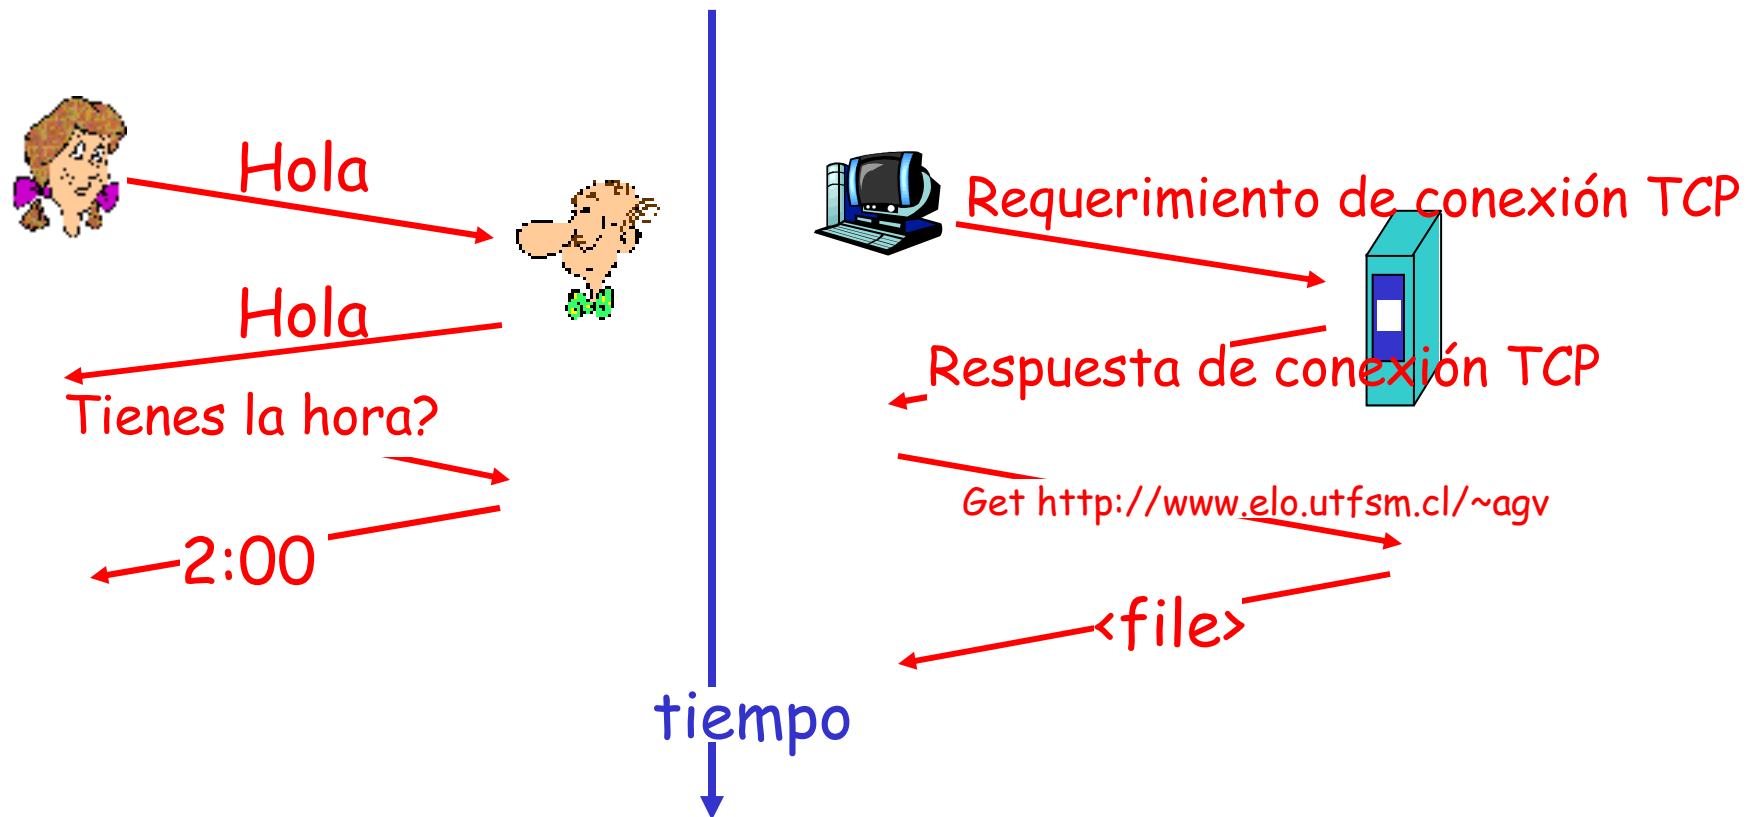 Hola
Hola
Tienes la hora?
2:00
Requerimiento de conexión TCP
Respuesta de conexión TCP
Get http://www.elo.utfsm.cl/~agv
<file>
tiempo